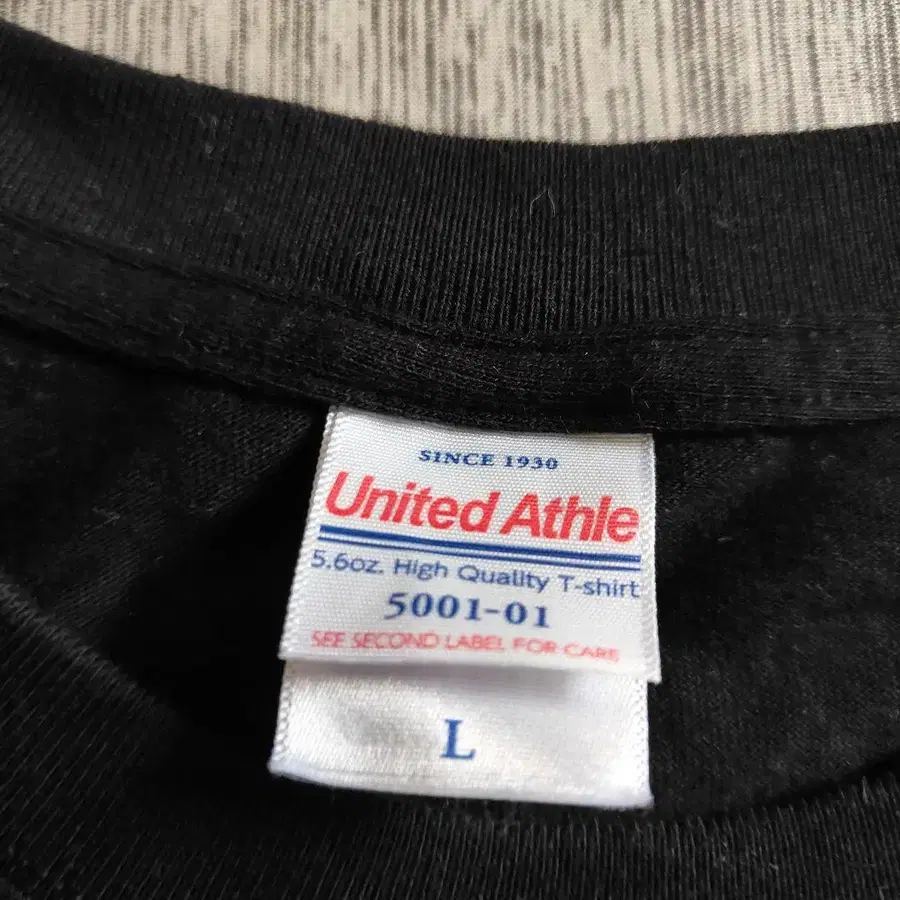 SINCE 1930
United Athle
5.6oz. High Quality T-shirt
5001-01
SEE SECOND LABEL FOR CARE
L